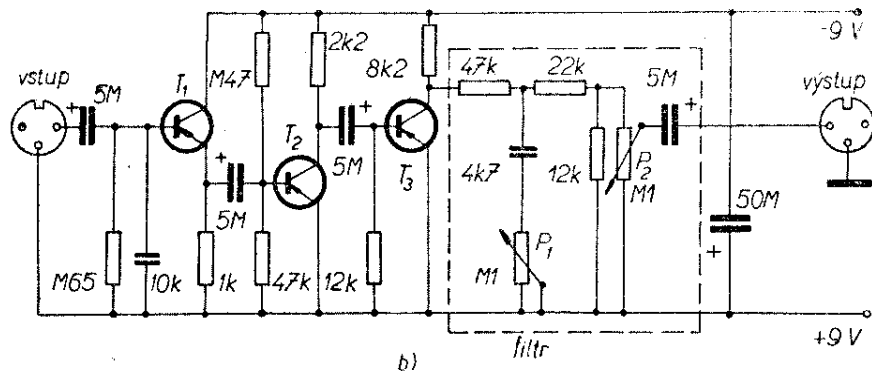 -9 V
vstup
5M
T1
M47
2k2
8k2
47k
22k
5M
výstup
T2
5M
T3
4k7
12k
P2
M1
50M
5M
P1
M65
10k
1k
47k
12k
M1
+9 V
filtr
b)